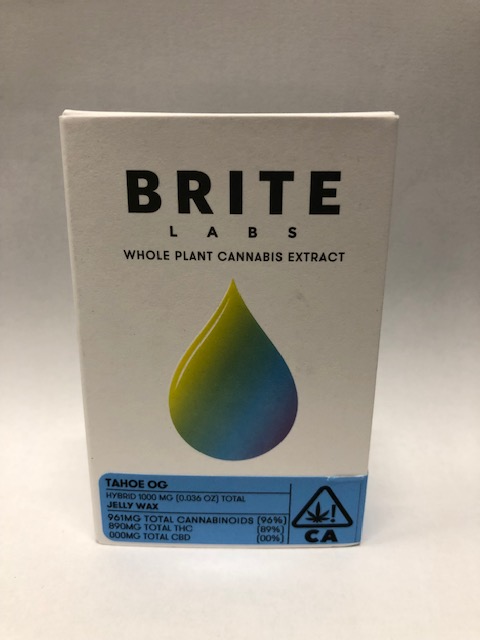 BRITE
LABS
WHOLE PLANT CANNABIS EXTRACT
TAHOE OG
HYBRID 1000 MG (0.036 OZ) TOTAL
JELLY WAX
961MG TOTAL CANNABINOIDS (96%)
890MG TOTAL THC (89%)
000MG TOTAL CBD (00%)
!
CA